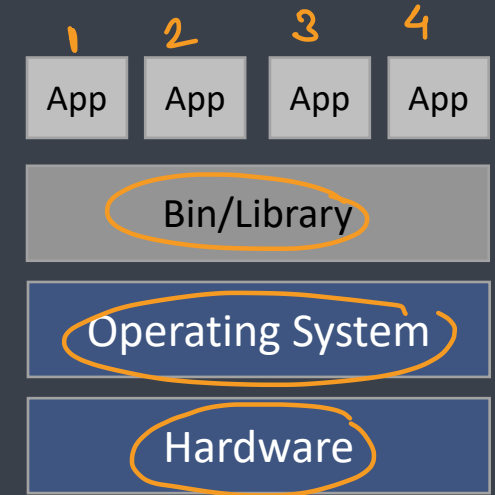 1 2 3 4
App App App App
Bin/Library
Operating System
Hardware